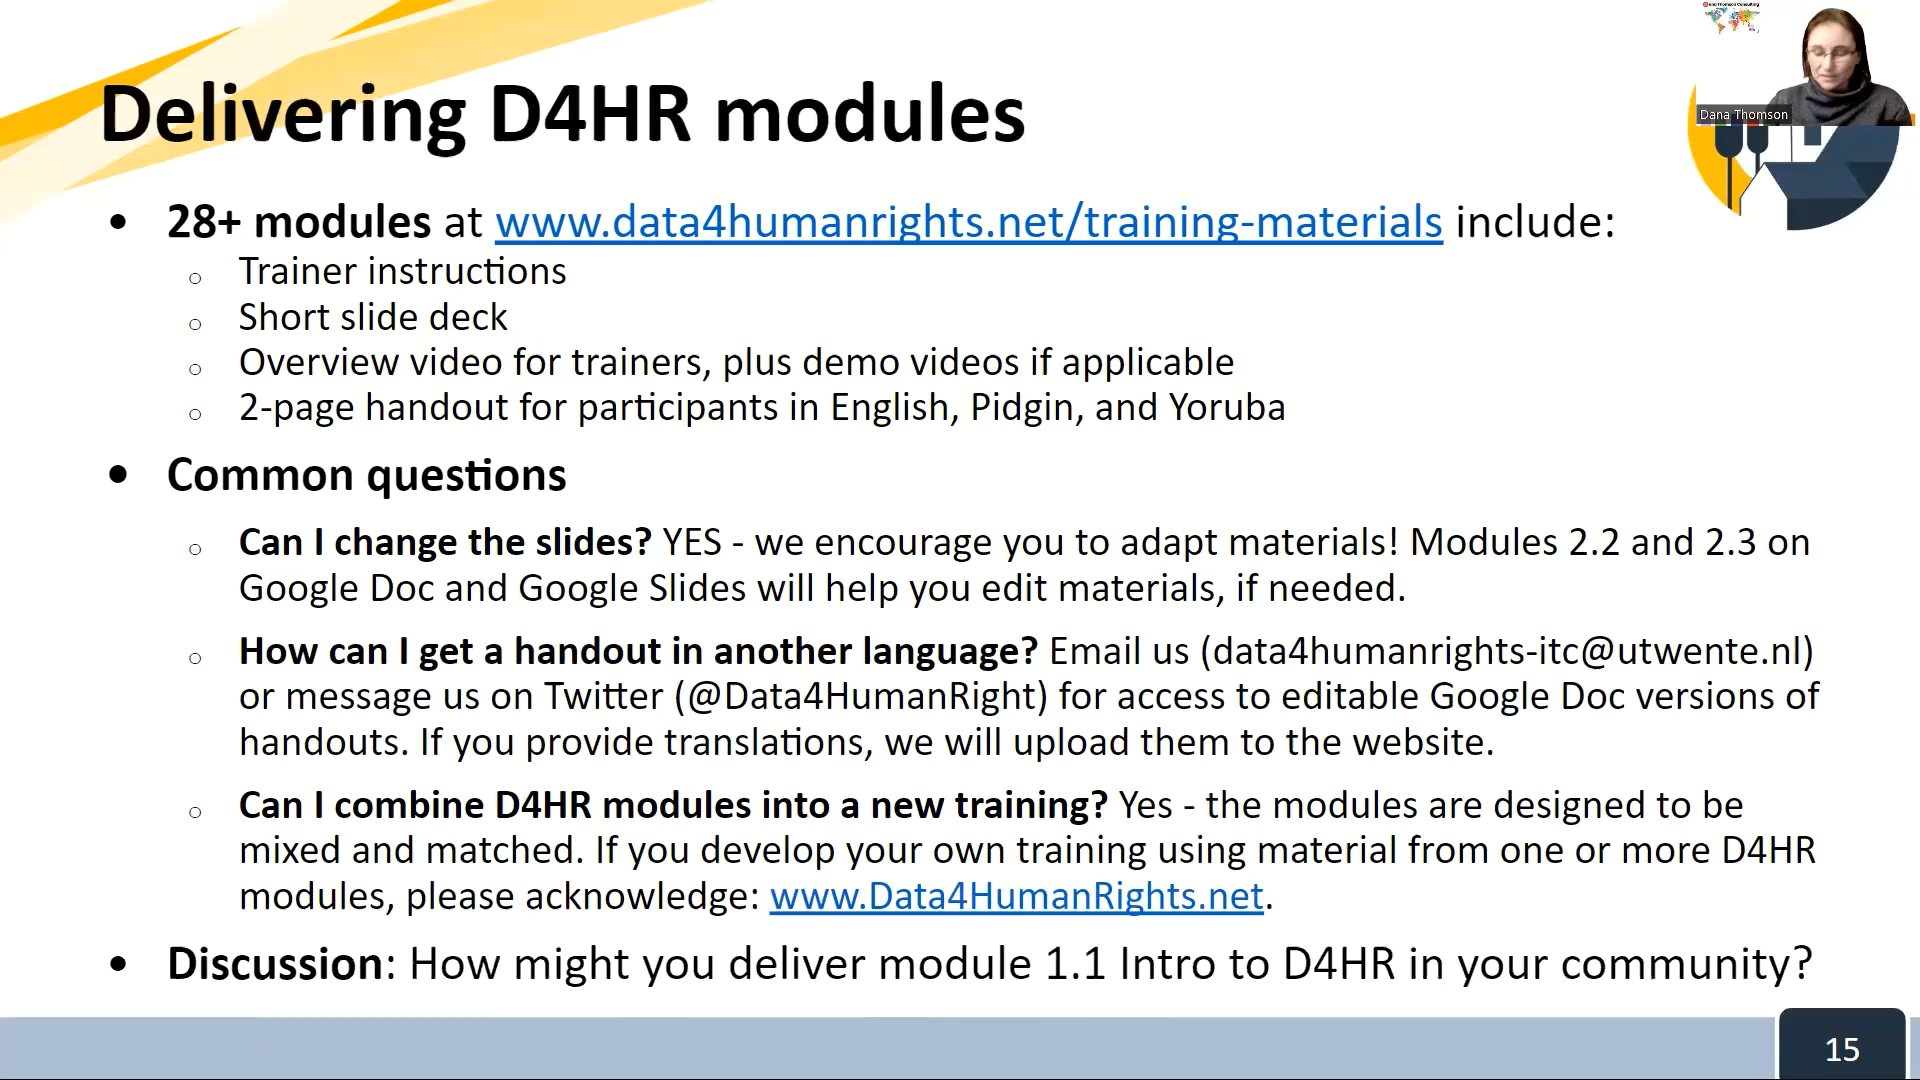 Dana Thomson Consulting
Delivering D4HR modules
Dana Thomson
• 28+ modules at www.data4humanrights.net/training-materials include:
○ Trainer instructions
○ Short slide deck
○ Overview video for trainers, plus demo videos if applicable
○ 2-page handout for participants in English, Pidgin, and Yoruba
• Common questions
○ Can I change the slides? YES - we encourage you to adapt materials! Modules 2.2 and 2.3 on
Google Doc and Google Slides will help you edit materials, if needed.
○ How can I get a handout in another language? Email us (data4humanrights-itc@utwente.nl)
or message us on Twitter (@Data4HumanRight) for access to editable Google Doc versions of
handouts. If you provide translations, we will upload them to the website.
○ Can I combine D4HR modules into a new training? Yes - the modules are designed to be
mixed and matched. If you develop your own training using material from one or more D4HR
modules, please acknowledge: www.Data4HumanRights.net.
• Discussion: How might you deliver module 1.1 Intro to D4HR in your community?
15